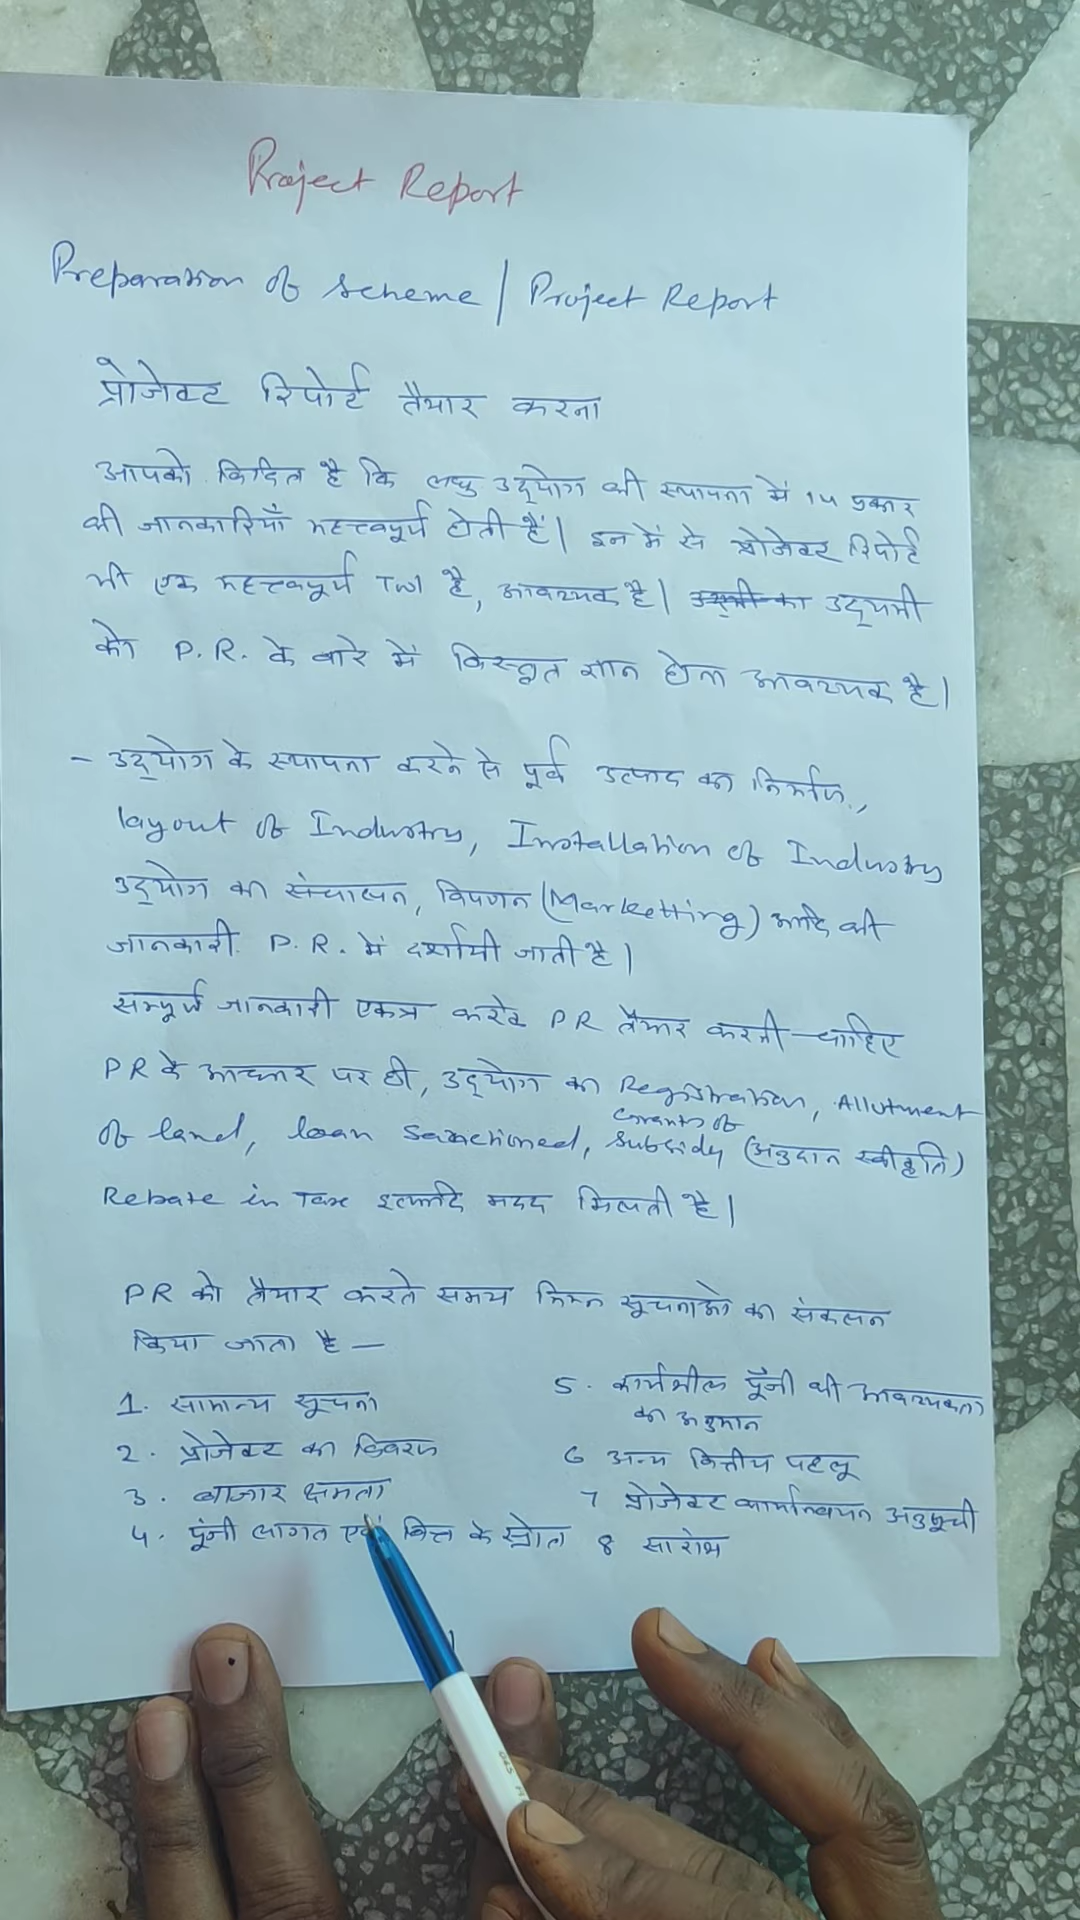 Project Report
Preparation of scheme / Project Report
प्रोजेक्ट रिपोर्ट तैयार करना
आपको विदित है कि लघु उद्योग की स्थापना में 14 प्रकार
की जानकारियाँ महत्त्वपूर्ण होती हैं। इन में से प्रोजेक्ट रिपोर्ट
भी एक महत्त्वपूर्ण है, आवश्यक है। उद्यमी
को P.R. के बारे में विस्तृत ज्ञान होना आवश्यक है।
- उद्योग के स्थापना करने से पूर्व उत्पाद का निर्माण,
layout of Industry, Installation of Industry
उद्योग का संचालन, विपणन (Marketting) आदि की
जानकारी P.R. में दर्शायी जाती है।
सम्पूर्ण जानकारी एकत्र करके PR तैयार करनी चाहिए
PR के आधार पर ही, उद्योग का Registration, Allotment
of land, loan sanctioned, Grants of subsidy (अनुदान स्वीकृति)
Rebate in Tax इत्यादि मदद मिलती है।
PR को तैयार करते समय निम्न सूचनाओं का संकलन
किया जाता है —
1. सामान्य सूचना
2. प्रोजेक्ट का विवरण
3. बाजार क्षमता
4. पूंजी लागत एवं वित्त के स्रोत
5. कार्यशील पूँजी की आवश्यकता
का अनुमान
6 अन्य वित्तीय पहलू
7 प्रोजेक्ट कार्यान्वयन अनुसूची
8 सारांश